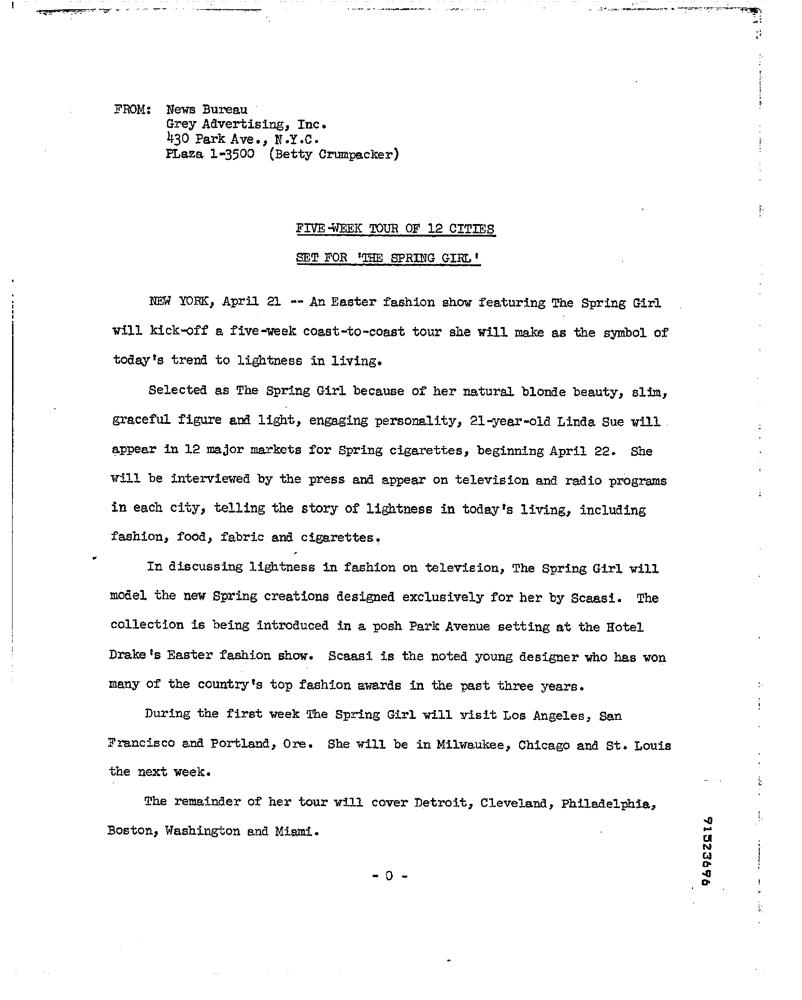 FROM: News Bureau
Grey Advertising, Inc.
430 Park Ave., N.Y.C.
PLaza 1-3500 (Betty Crumpacker)
FIVE-WEEK TOUR OF 12 CITIES
SET FOR 'THE SPRING GIRL'
NEW YORK, April 21 -- An Easter fashion show featuring The Spring Girl
will kick-off a five-week coast-to-coast tour she will make as the symbol of
today's trend to lightness in living.
Selected as The Spring Girl because of her natural blonde beauty, slim,
graceful figure and light, engaging personality, 21-year-old Linda Sue will
appear in 12 major markets for Spring cigarettes, beginning April 22. She
will be interviewed by the press and appear on television and radio programs
in each city, telling the story of lightness in today's living, including
fashion, food, fabric and cigarettes.
In discussing lightness in fashion on television, The Spring Girl will
model the new Spring creations designed exclusively for her by Scaasi. The
collection is being introduced in a posh Park Avenue setting at the Hotel
Drake's Easter fashion show. Scaasi is the noted young designer who has won
many of the country's top fashion awards in the past three years.
During the first week The Spring Girl will visit Los Angeles, San
Francisco and Portland, Ore. She will be in Milwaukee, Chicago and St. Louis
the next week.
The remainder of her tour will cover Detroit, Cleveland, Philadelphia,
Boston, Washington and Miami.
- 0 -
91523696